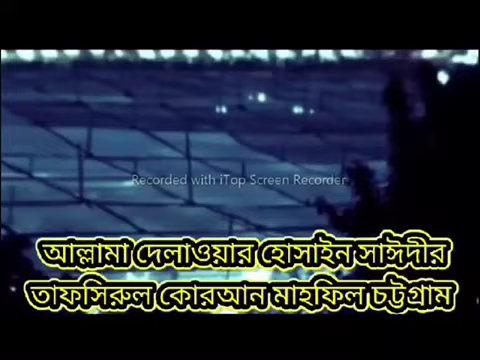 Recorded with iTop Screen Recorder
আল্লামা দেলাওয়ার হোসাইন সাঈদীর
তাফসিরুল কোরআন মাহফিল চট্টগ্রাম